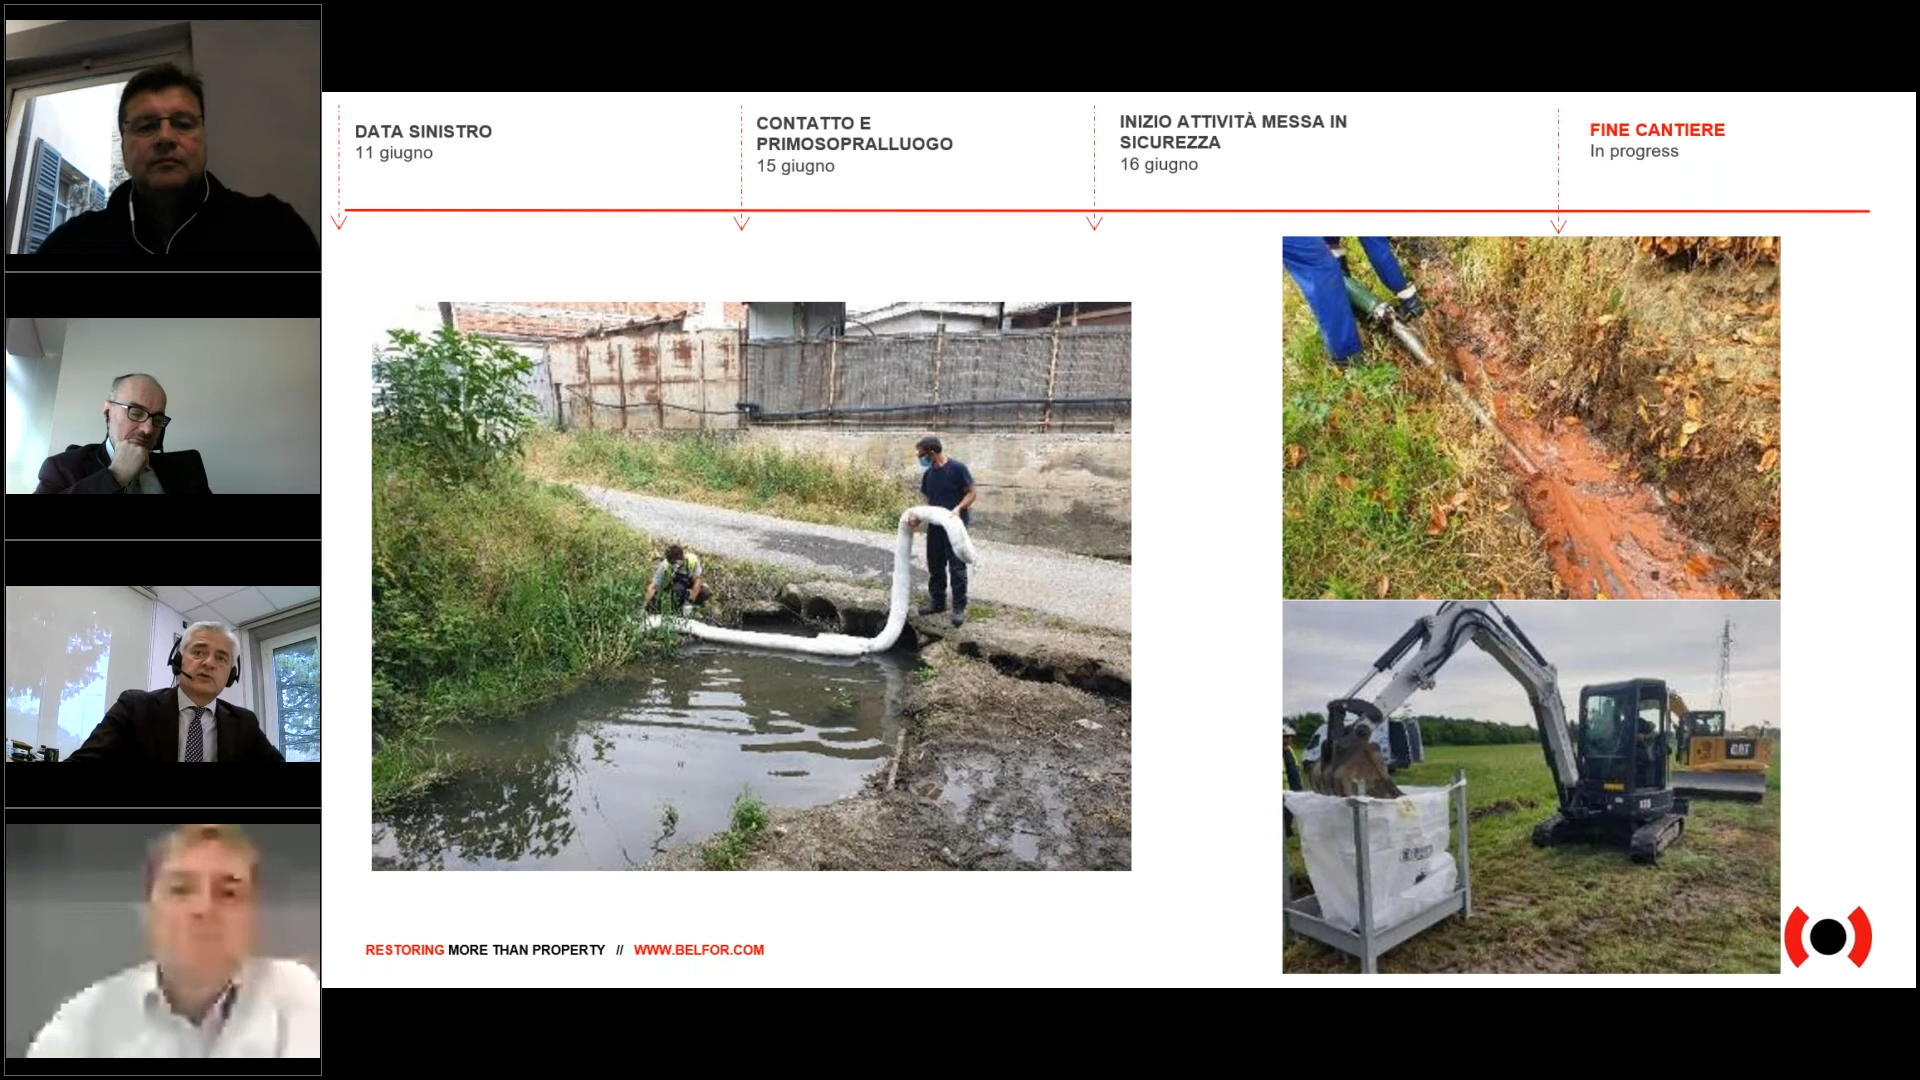 DATA SINISTRO
11 giugno
CONTATTO E
PRIMOSOPRALLUOGO
15 giugno
INIZIO ATTIVITÀ MESSA IN
SICUREZZA
16 giugno
FINE CANTIERE
In progress
CAT
RESTORING MORE THAN PROPERTY // WWW.BELFOR.COM